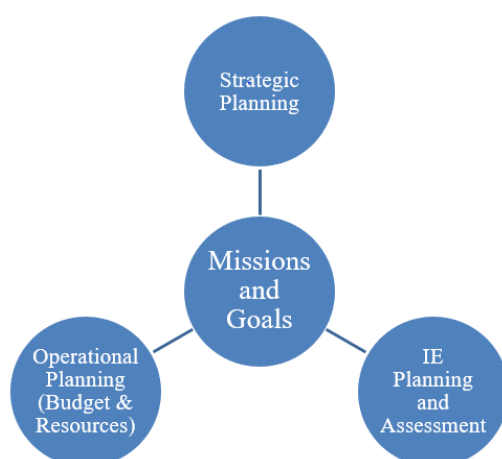 Strategic
Planning
Missions
and
Goals
Operational
Planning
(Budget &
Resources)
IE
Planning
and
Assessment